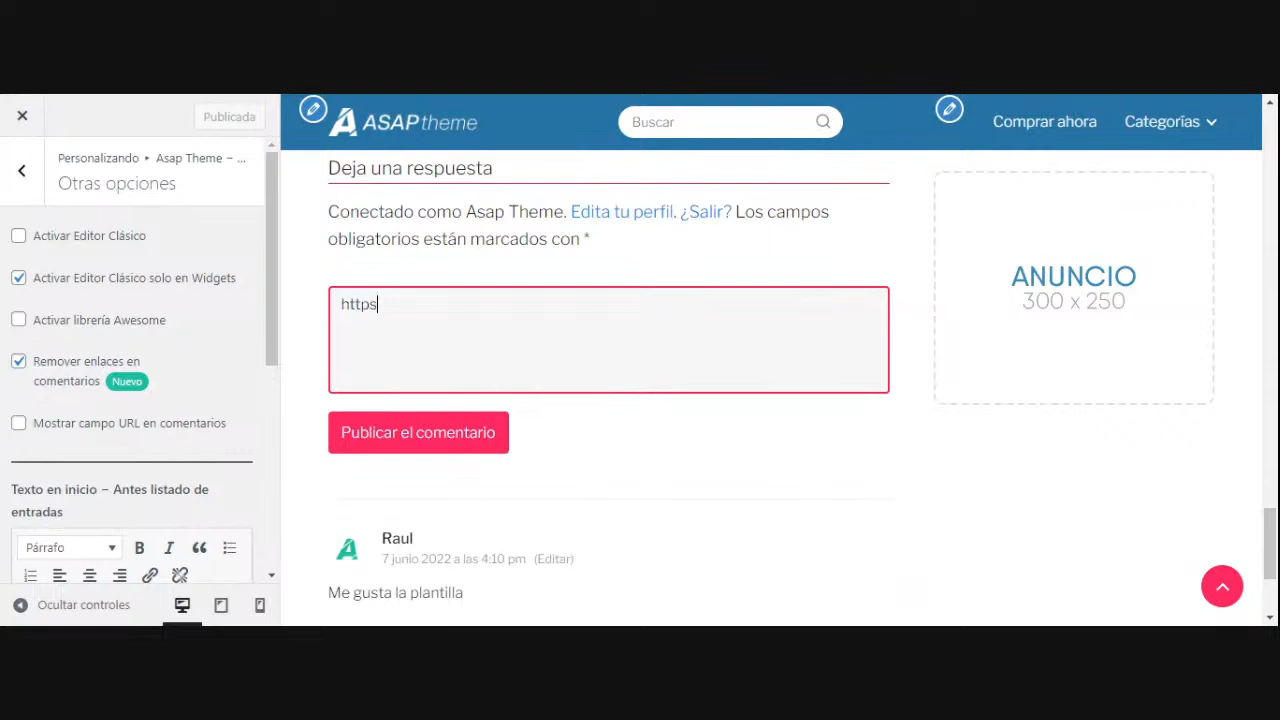 Publicada
Personalizando ▸ Asap Theme – ...
Otras opciones
Activar Editor Clásico
Activar Editor Clásico solo en Widgets
Activar librería Awesome
Remover enlaces en
comentarios Nuevo
Mostrar campo URL en comentarios
Texto en inicio – Antes listado de
entradas
Párrafo
B I
Ocultar controles
ASAPtheme
Buscar
Comprar ahora
Categorías
Deja una respuesta
Conectado como Asap Theme. Edita tu perfil. ¿Salir? Los campos
obligatorios están marcados con *
https
Publicar el comentario
Raul
7 junio 2022 a las 4:10 pm (Editar)
Me gusta la plantilla
ANUNCIO
300 x 250